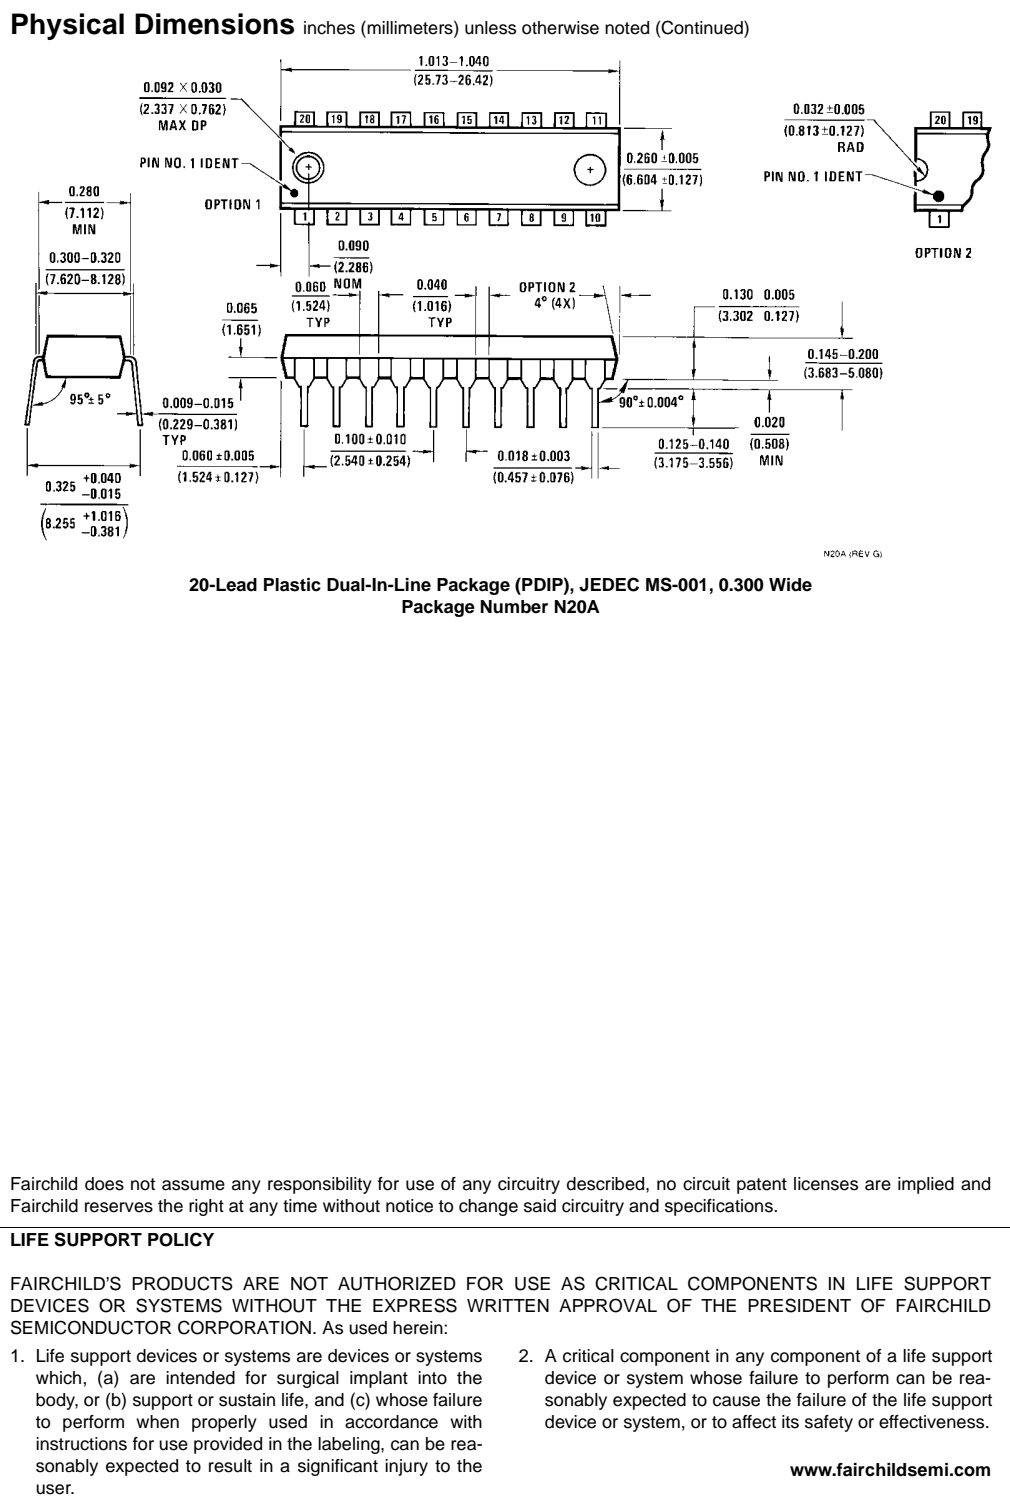 Physical Dimensions inches (millimeters) unless otherwise noted (Continued)
1.013–1.040
(25.73–26.42)
0.092 × 0.030
(2.337 × 0.762)
MAX DP
PIN NO. 1 IDENT
OPTION 1
20 19 18 17 16 15 14 13 12 11
1 2 3 4 5 6 7 8 9 10
0.260 ±0.005
(6.604 ±0.127)
0.032 ±0.005
(0.813 ±0.127)
RAD
PIN NO. 1 IDENT
20 19
1
OPTION 2
0.280
(7.112)
MIN
0.300–0.320
(7.620–8.128)
0.090
(2.286)
NOM
0.060
(1.524)
TYP
0.040
(1.016)
TYP
OPTION 2
4° (4X)
0.065
(1.651)
0.130 0.005
(3.302 0.127)
0.145–0.200
(3.683–5.080)
95°± 5°
0.009–0.015
(0.229–0.381)
TYP
90°± 0.004°
0.020
(0.508)
MIN
0.125–0.140
(3.175–3.556)
0.100 ± 0.010
(2.540 ± 0.254)
0.018 ± 0.003
(0.457 ± 0.076)
0.060 ± 0.005
(1.524 ± 0.127)
0.325 +0.040
–0.015
(8.255 +1.016
–0.381)
N20A (REV G)
20-Lead Plastic Dual-In-Line Package (PDIP), JEDEC MS-001, 0.300 Wide
Package Number N20A
Fairchild does not assume any responsibility for use of any circuitry described, no circuit patent licenses are implied and
Fairchild reserves the right at any time without notice to change said circuitry and specifications.
LIFE SUPPORT POLICY
FAIRCHILD'S PRODUCTS ARE NOT AUTHORIZED FOR USE AS CRITICAL COMPONENTS IN LIFE SUPPORT
DEVICES OR SYSTEMS WITHOUT THE EXPRESS WRITTEN APPROVAL OF THE PRESIDENT OF FAIRCHILD
SEMICONDUCTOR CORPORATION. As used herein:
1. Life support devices or systems are devices or systems
which, (a) are intended for surgical implant into the
body, or (b) support or sustain life, and (c) whose failure
to perform when properly used in accordance with
instructions for use provided in the labeling, can be rea-
sonably expected to result in a significant injury to the
user.
2. A critical component in any component of a life support
device or system whose failure to perform can be rea-
sonably expected to cause the failure of the life support
device or system, or to affect its safety or effectiveness.
www.fairchildsemi.com